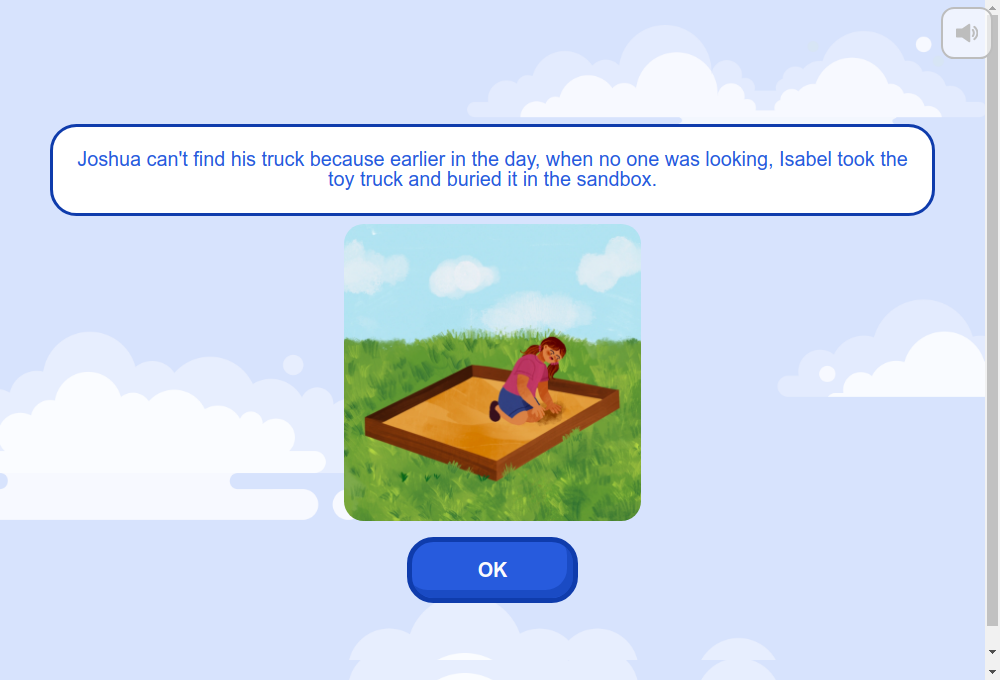 Joshua can't find his truck because earlier in the day, when no one was looking, Isabel took the
toy truck and buried it in the sandbox.
OK